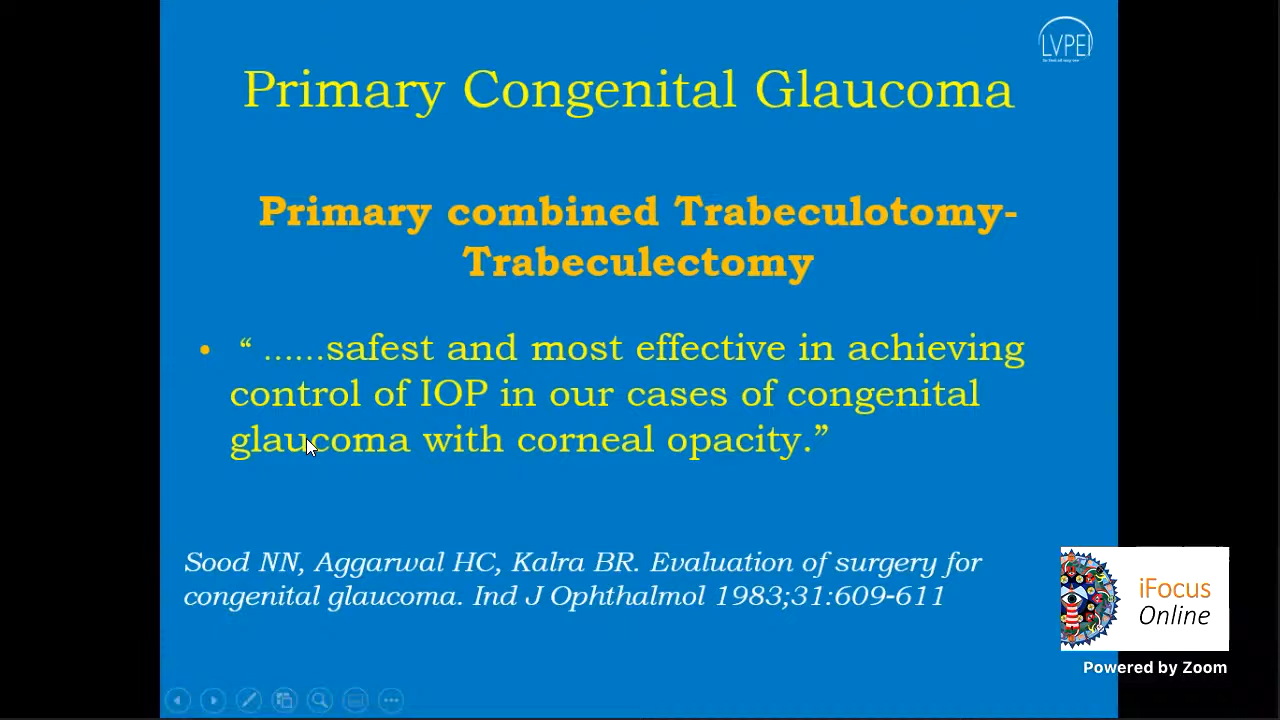 LVPEI
Primary Congenital Glaucoma
Primary combined Trabeculotomy-
Trabeculectomy
• “ ......safest and most effective in achieving
control of IOP in our cases of congenital
glaucoma with corneal opacity.”
Sood NN, Aggarwal HC, Kalra BR. Evaluation of surgery for
congenital glaucoma. Ind J Ophthalmol 1983;31:609-611
iFocus
Online
Powered by Zoom